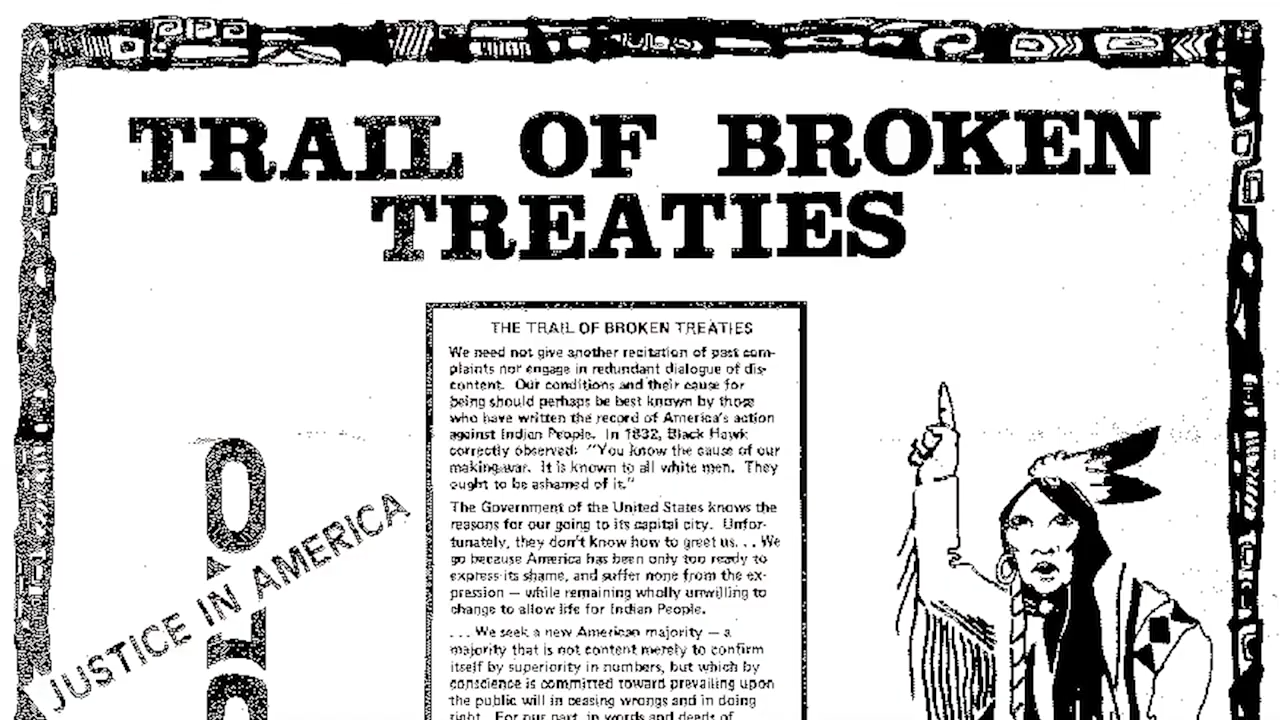 TRAIL OF BROKEN
TREATIES
THE TRAIL OF BROKEN TREATIES
We need not give another recitation of past com-
plaints nor engage in redundant dialogue of dis-
content. Our conditions and their cause for
being should perhaps be best known by those
who have written the record of America's action
against Indian People. In 1832, Black Hawk
correctly observed: "You know the cause of our
making war. It is known to all white men. They
ought to be ashamed of it."
The Government of the United States knows the
reasons for our going to its capital city. Unfor-
tunately, they don't know how to greet us. . . We
go because America has been only too ready to
express its shame, and suffer none from the ex-
pression — while remaining wholly unwilling to
change to allow life for Indian People.
. . . We seek a new American majority — a
majority that is not content merely to confirm
itself by superiority in numbers, but which by
conscience is committed toward prevailing upon
the public will in ceasing wrongs and in doing
right. For our part, in words and deeds of
JUSTICE IN AMERICA